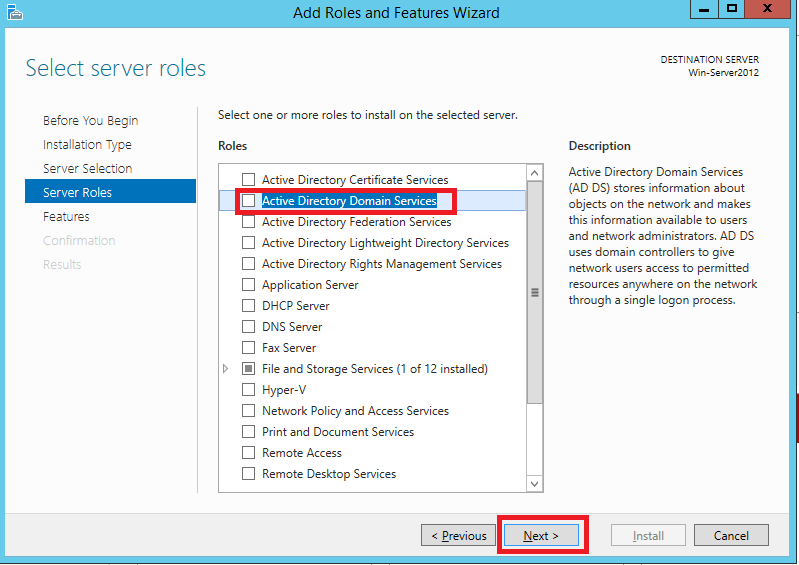 Add Roles and Features Wizard
Select server roles
DESTINATION SERVER
Win-Server2012
Before You Begin
Installation Type
Server Selection
Server Roles
Features
Confirmation
Results
Select one or more roles to install on the selected server.
Roles
Active Directory Certificate Services
Active Directory Domain Services
Active Directory Federation Services
Active Directory Lightweight Directory Services
Active Directory Rights Management Services
Application Server
DHCP Server
DNS Server
Fax Server
File and Storage Services (1 of 12 installed)
Hyper-V
Network Policy and Access Services
Print and Document Services
Remote Access
Remote Desktop Services
Description
Active Directory Domain Services
(AD DS) stores information about
objects on the network and makes
this information available to users
and network administrators. AD DS
uses domain controllers to give
network users access to permitted
resources anywhere on the network
through a single logon process.
< Previous
Next >
Install
Cancel